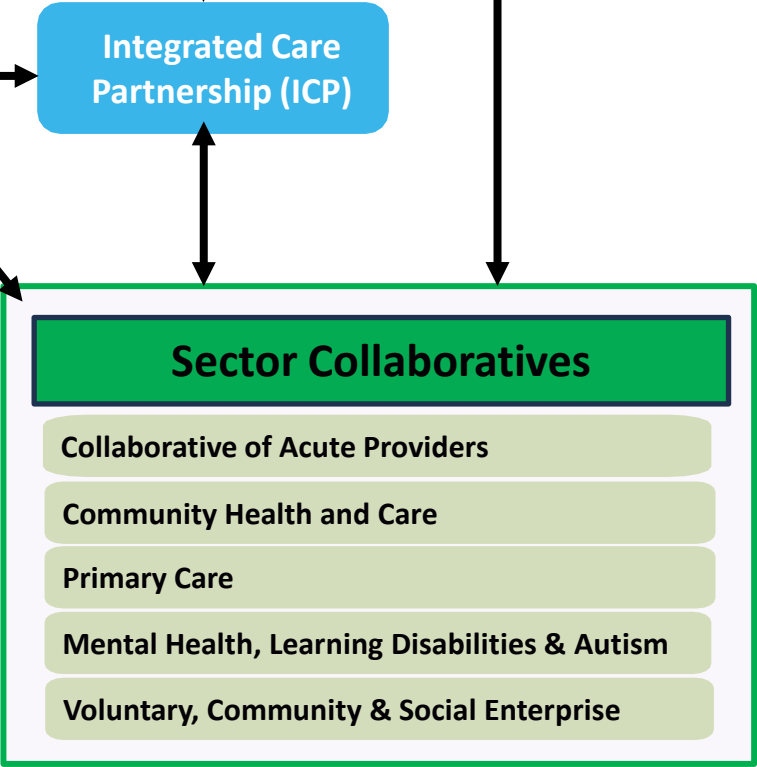 Integrated Care
Partnership (ICP)
Sector Collaboratives
Collaborative of Acute Providers
Community Health and Care
Primary Care
Mental Health, Learning Disabilities & Autism
Voluntary, Community & Social Enterprise